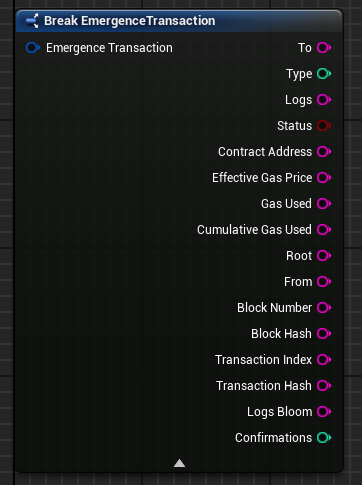 Break EmergenceTransaction
Emergence Transaction To
Type
Logs
Status
Contract Address
Effective Gas Price
Gas Used
Cumulative Gas Used
Root
From
Block Number
Block Hash
Transaction Index
Transaction Hash
Logs Bloom
Confirmations